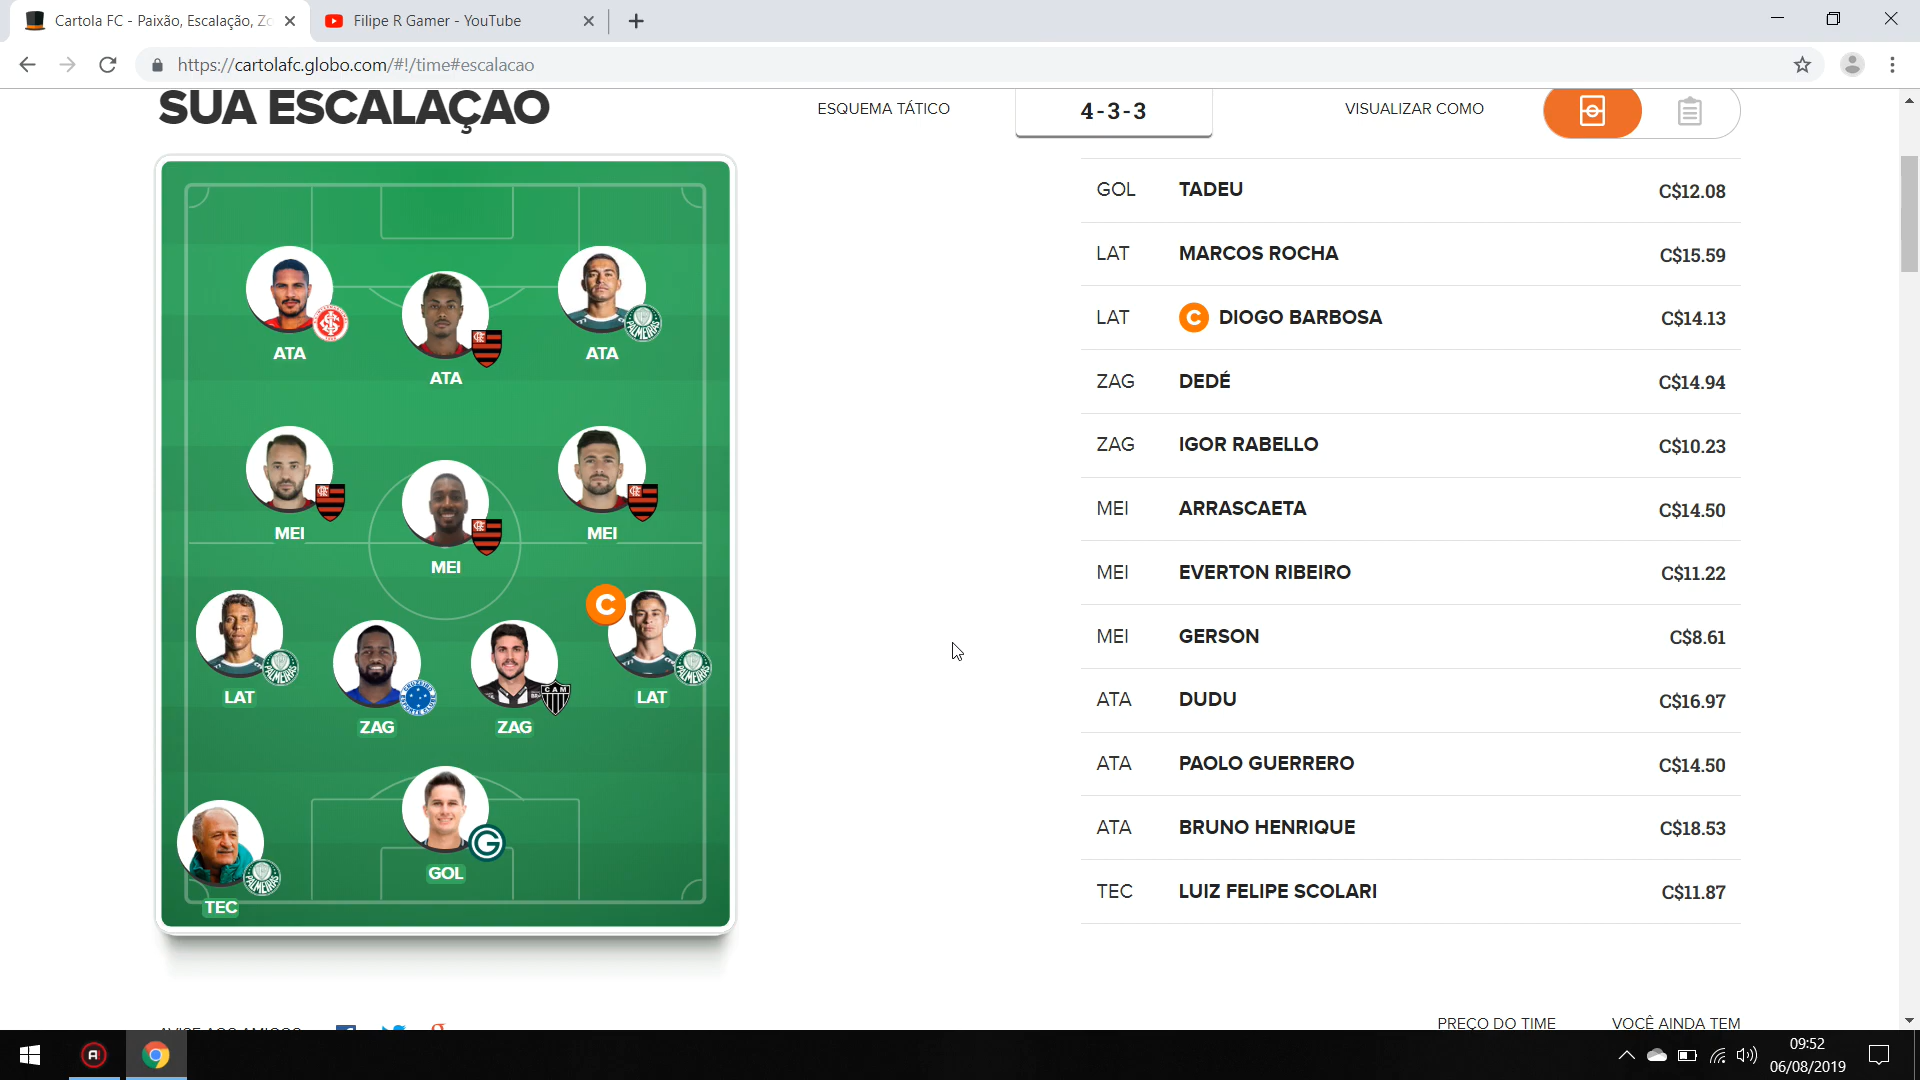 Cartola FC - Paixão, Escalação, Zo
Filipe R Gamer - YouTube
https://cartolafc.globo.com/#!/time#escalacao
SUA ESCALAÇÃO
ESQUEMA TÁTICO
4-3-3
VISUALIZAR COMO
ATA
ATA
ATA
MEI
MEI
MEI
C
LAT
ZAG
ZAG
LAT
GOL
TEC
GOL TADEU C$12.08
LAT MARCOS ROCHA C$15.59
LAT C DIOGO BARBOSA C$14.13
ZAG DEDÉ C$14.94
ZAG IGOR RABELLO C$10.23
MEI ARRASCAETA C$14.50
MEI EVERTON RIBEIRO C$11.22
MEI GERSON C$8.61
ATA DUDU C$16.97
ATA PAOLO GUERRERO C$14.50
ATA BRUNO HENRIQUE C$18.53
TEC LUIZ FELIPE SCOLARI C$11.87
AVISE AOS AMIGOS
PREÇO DO TIME
VOCÊ AINDA TEM
09:52
06/08/2019